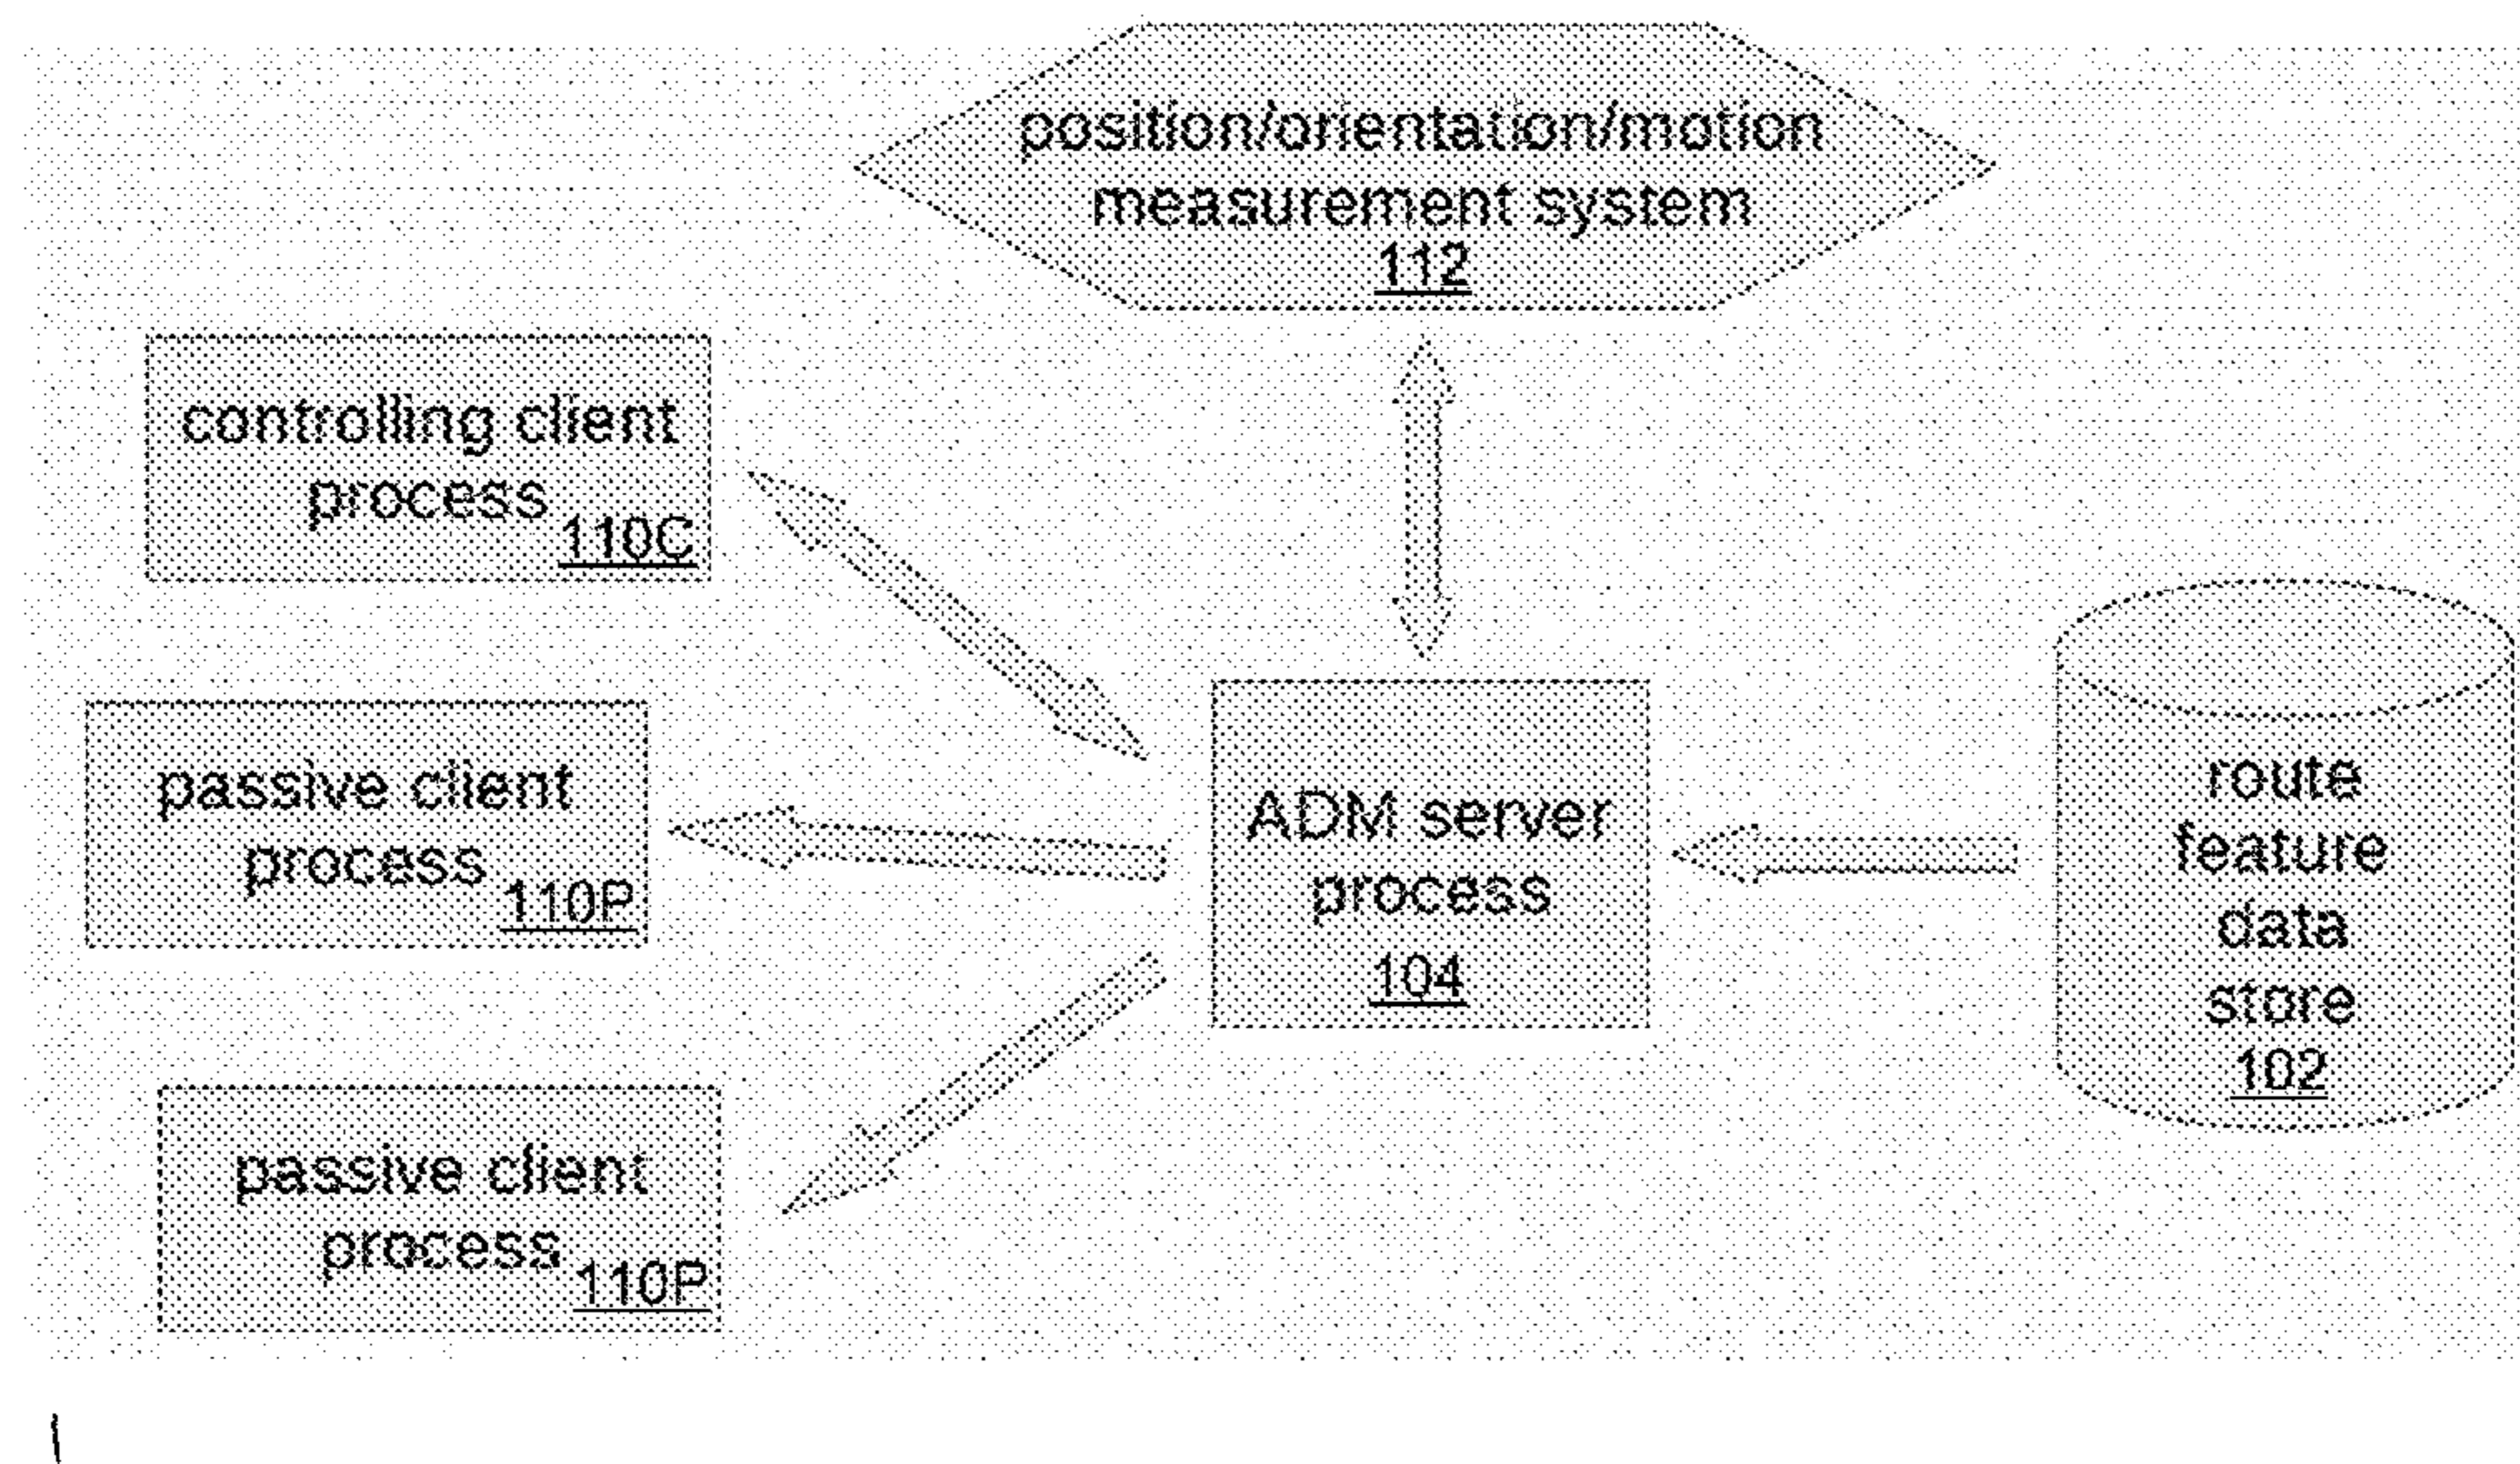 position/orientation/motion
measurement system
112
controlling client
process
110C
passive client
process
110P
ADM server
process
104
route
feature
data
store
102
passive client
process
110P